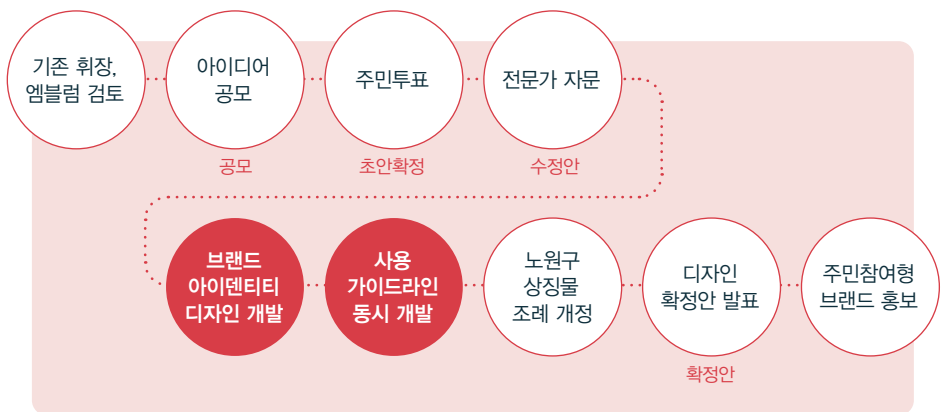 기존 휘장,
엠블럼 검토
아이디어
공모
주민투표
전문가 자문
공모
초안확정
수정안
브랜드
아이덴티티
디자인 개발
사용
가이드라인
동시 개발
노원구
상징물
조례 개정
디자인
확정안 발표
주민참여형
브랜드 홍보
확정안